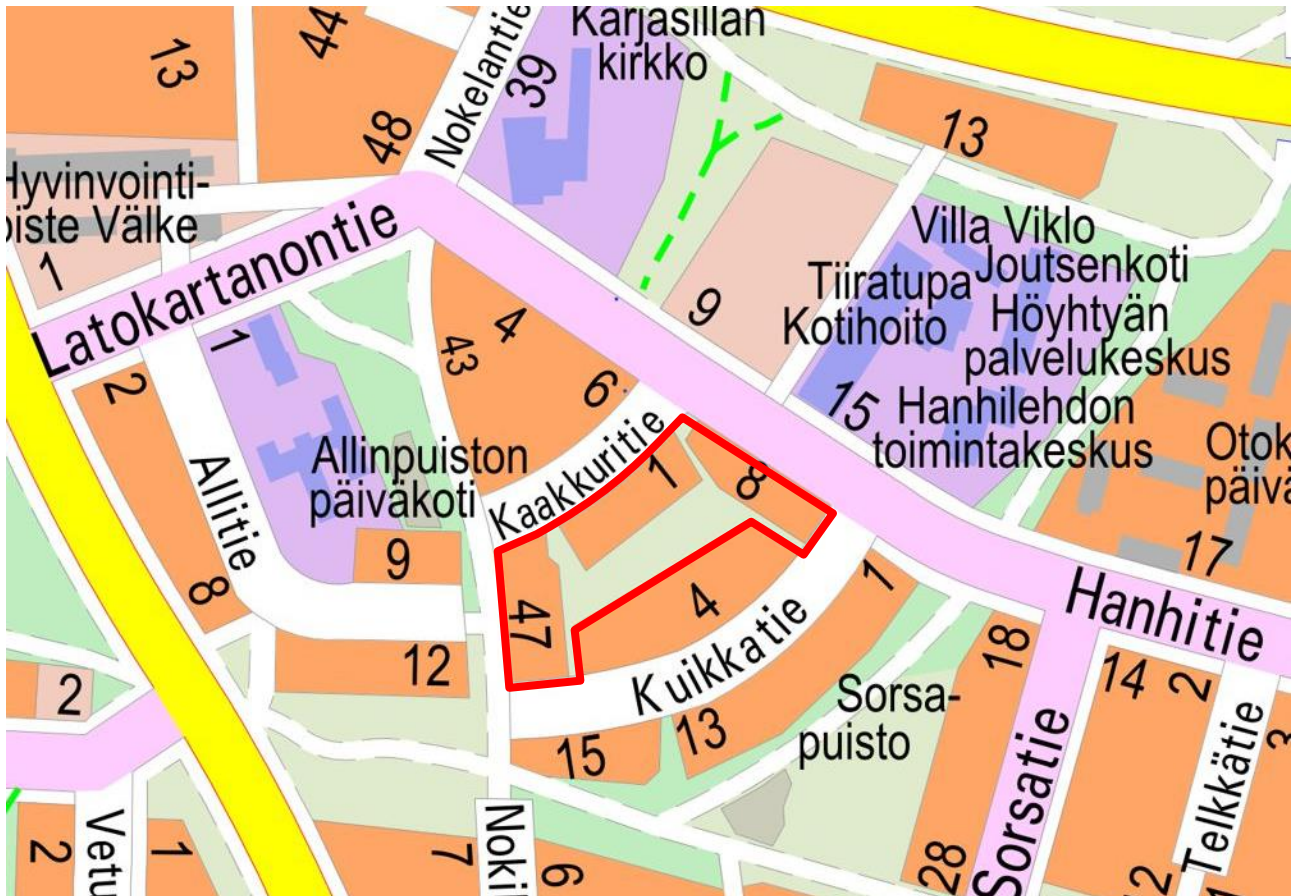 13
44
Nokelantie
39
Karjasillan
kirkko
48
13
Hyvinvointi-
piste Välke
1
Latokartanontie
Villa Viklo
Tiiratupa
Joutsenkoti
Kotihoito
Höyhtyän
palvelukeskus
1
4
43
9
2
6
15
Hanhilehdon
toimintakeskus
Allitie
Allinpuiston
päiväkoti
Kaakkuritie
1
8
17
9
8
47
4
1
Kuikkatie
Hanhitie
12
18
14
2
2
Sorsa-
puisto
15
13
Sorsatie
Telkkätie
3
2
1
7
6
28
2